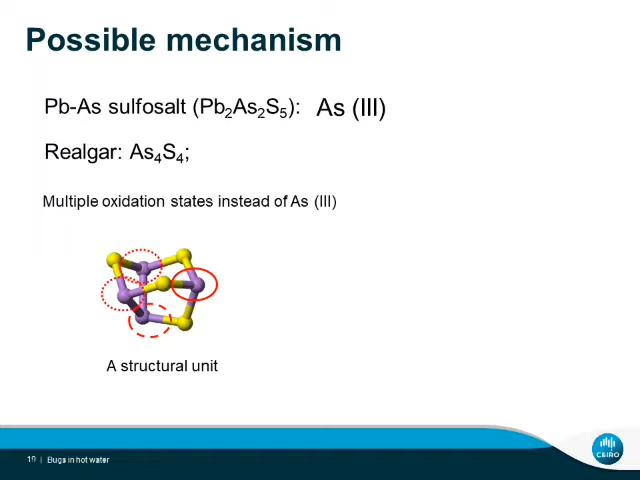 Possible mechanism
Pb-As sulfosalt (Pb₂As₂S₅): As (III)
Realgar: As₄S₄;
Multiple oxidation states instead of As (III)
A structural unit
19 | Bugs in hot water
CSIRO